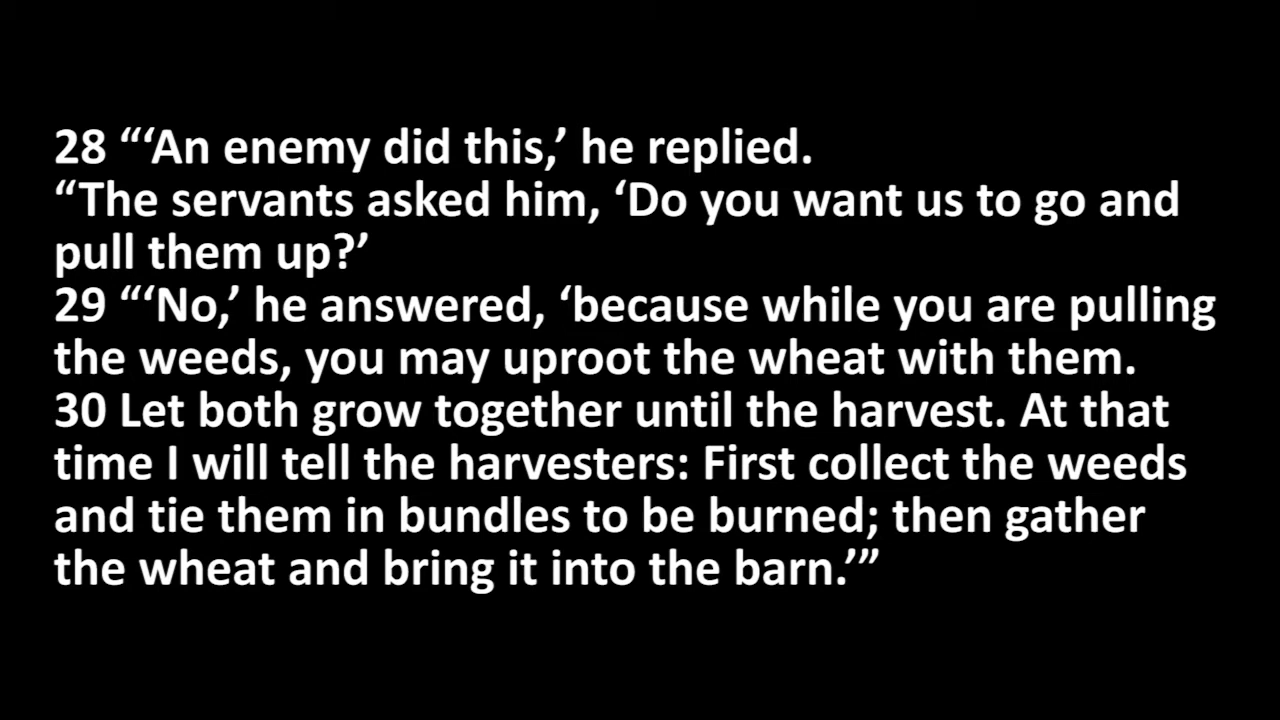 28 “‘An enemy did this,’ he replied.
“The servants asked him, ‘Do you want us to go and
pull them up?’
29 “‘No,’ he answered, ‘because while you are pulling
the weeds, you may uproot the wheat with them.
30 Let both grow together until the harvest. At that
time I will tell the harvesters: First collect the weeds
and tie them in bundles to be burned; then gather
the wheat and bring it into the barn.’”